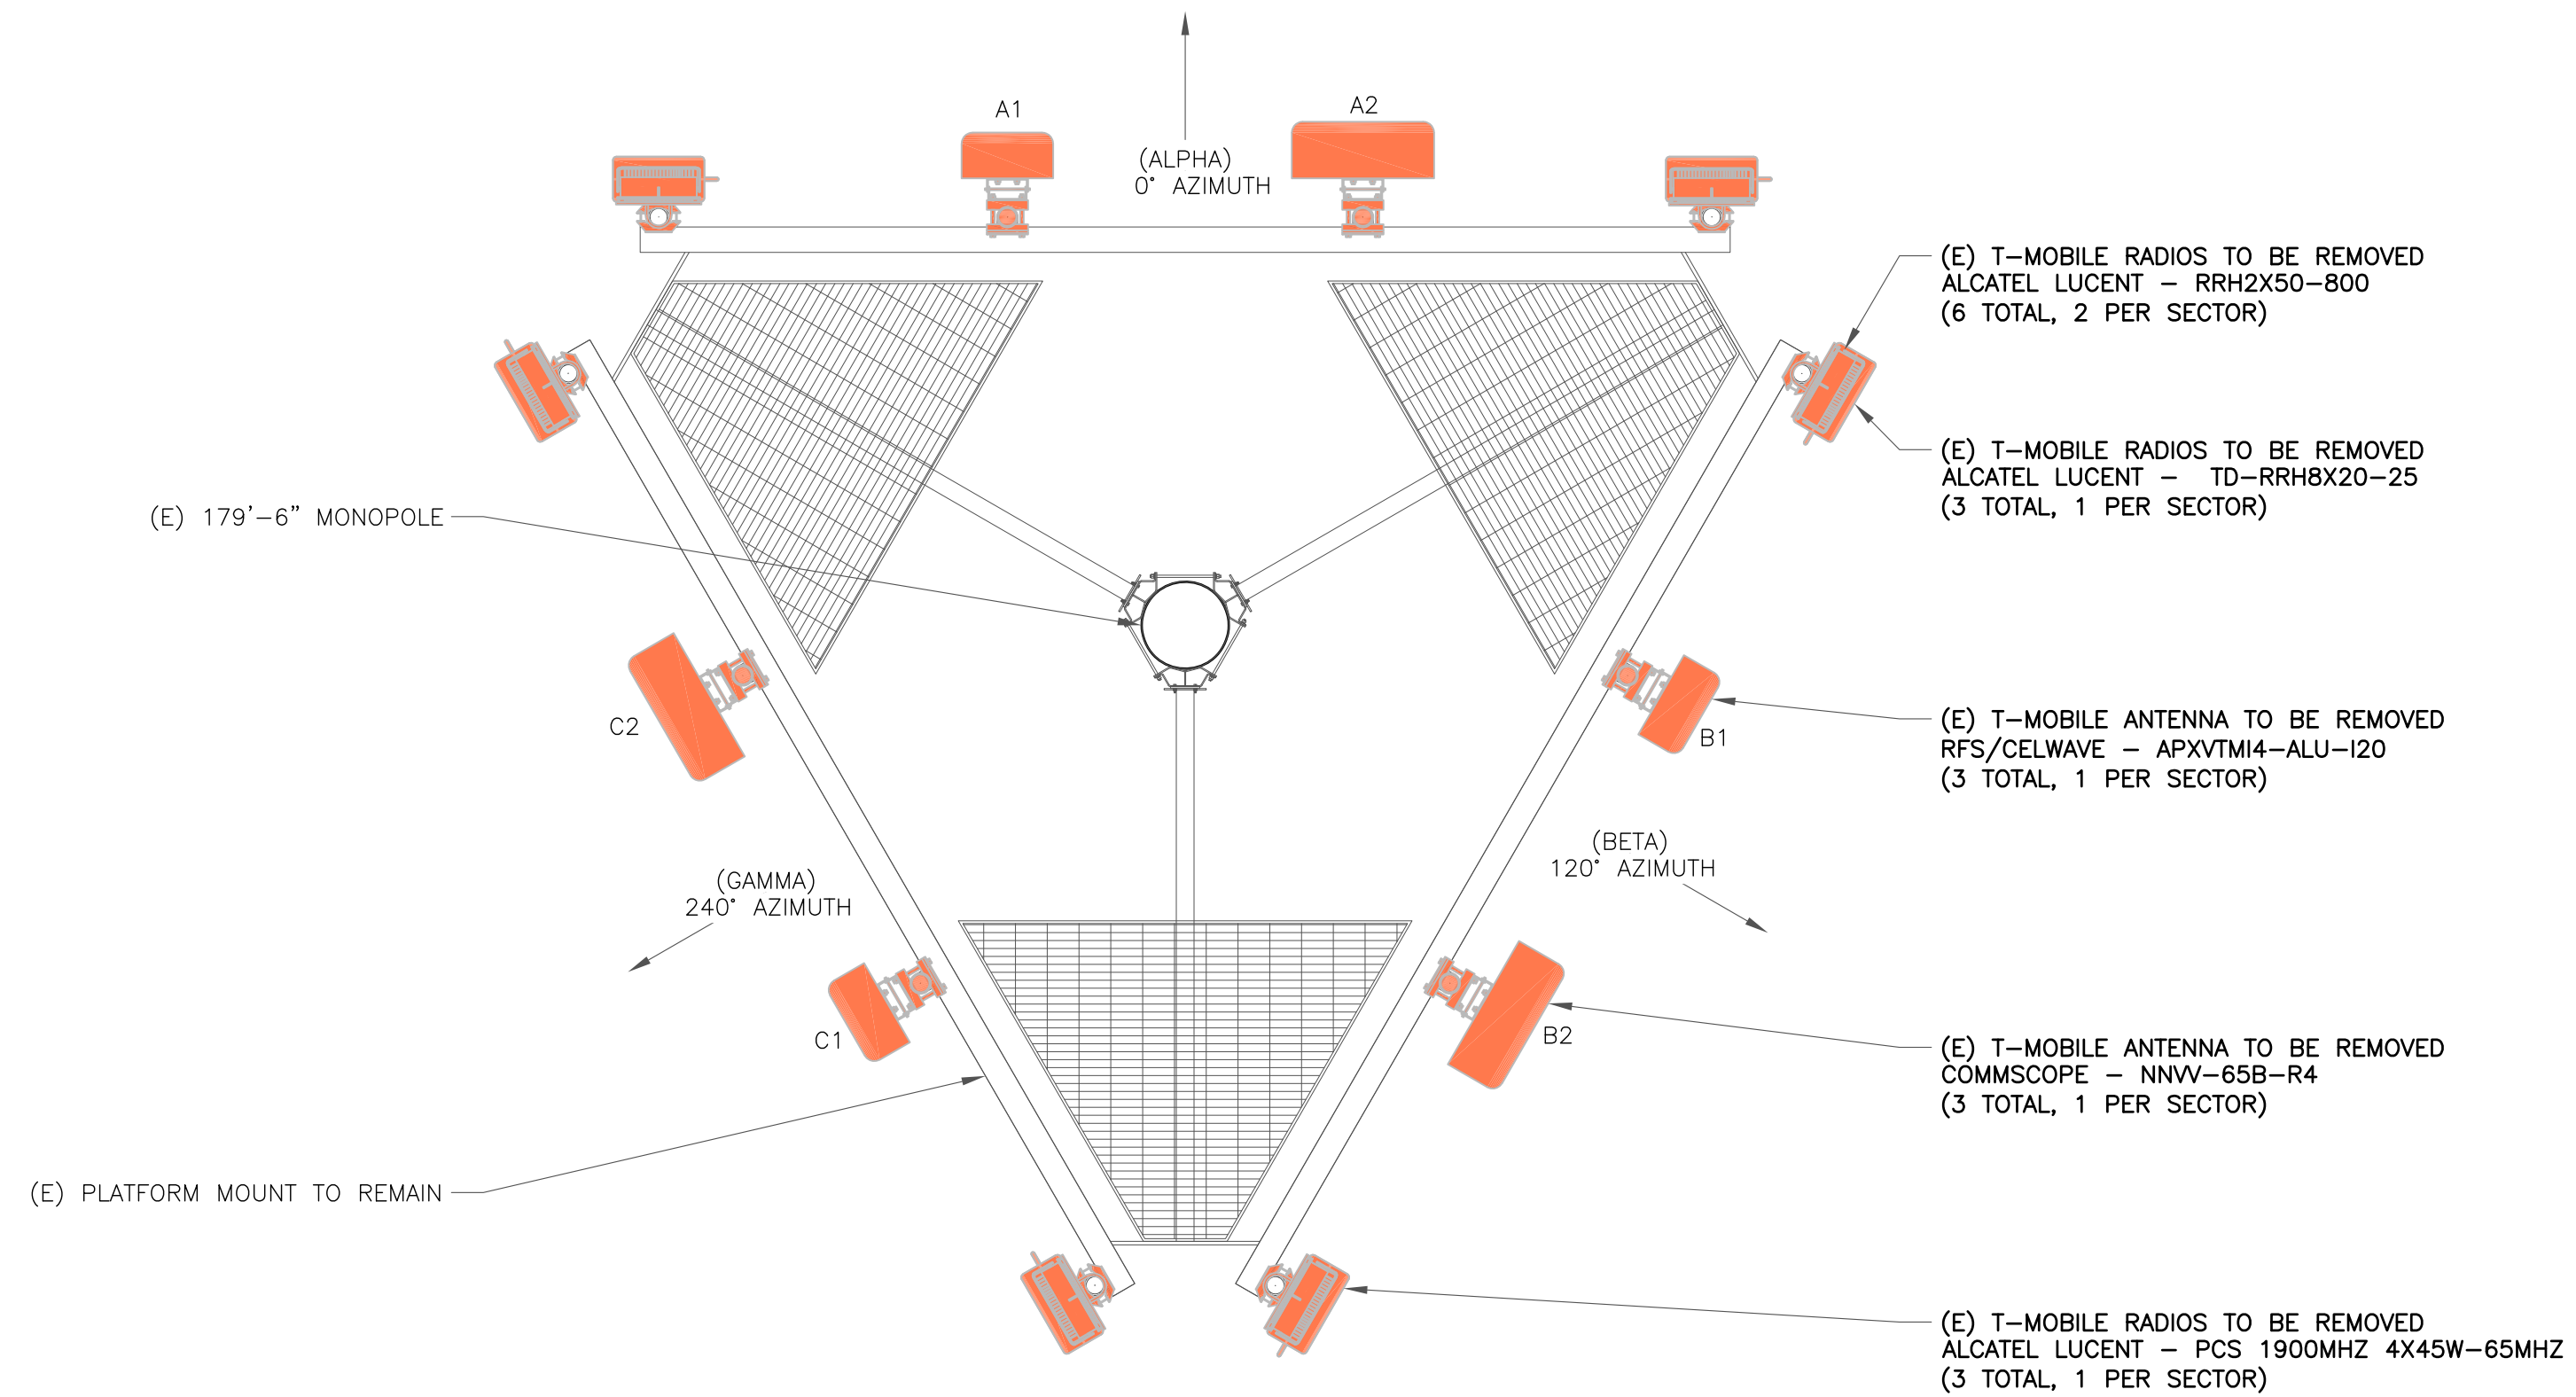 A1
A2
(ALPHA)
0° AZIMUTH
(E) T-MOBILE RADIOS TO BE REMOVED
ALCATEL LUCENT - RRH2X50-800
(6 TOTAL, 2 PER SECTOR)
(E) T-MOBILE RADIOS TO BE REMOVED
ALCATEL LUCENT - TD-RRH8X20-25
(3 TOTAL, 1 PER SECTOR)
(E) 179'-6" MONOPOLE
C2
B1
(E) T-MOBILE ANTENNA TO BE REMOVED
RFS/CELWAVE - APXVTM14-ALU-I20
(3 TOTAL, 1 PER SECTOR)
(BETA)
120° AZIMUTH
(GAMMA)
240° AZIMUTH
C1
B2
(E) T-MOBILE ANTENNA TO BE REMOVED
COMMSCOPE - NNVV-65B-R4
(3 TOTAL, 1 PER SECTOR)
(E) PLATFORM MOUNT TO REMAIN
(E) T-MOBILE RADIOS TO BE REMOVED
ALCATEL LUCENT - PCS 1900MHZ 4X45W-65MHZ
(3 TOTAL, 1 PER SECTOR)